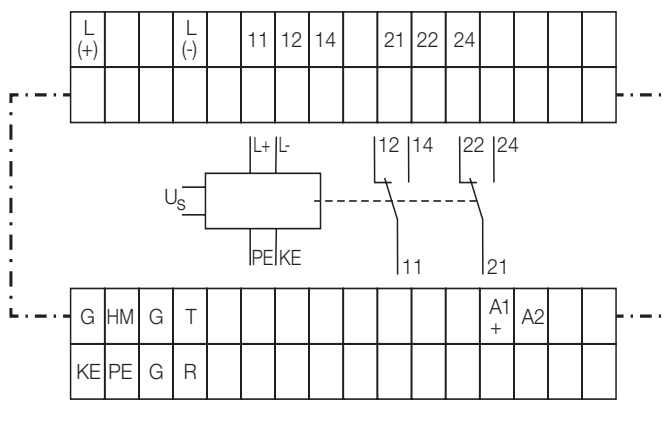 L (+) L (-) 11 12 14 21 22 24
L+ L- 12 14 22 24
Us
PE KE 11 21
G HM G T A1 + A2
KE PE G R